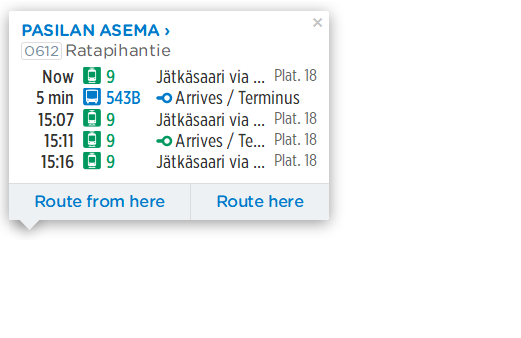 PASILAN ASEMA ›
0612 Ratapihantie
Now 9 Jätkäsaari via ... Plat. 18
5 min 543B Arrives / Terminus
15:07 9 Jätkäsaari via ... Plat. 18
15:11 9 Arrives / Te... Plat. 18
15:16 9 Jätkäsaari via ... Plat. 18
Route from here Route here